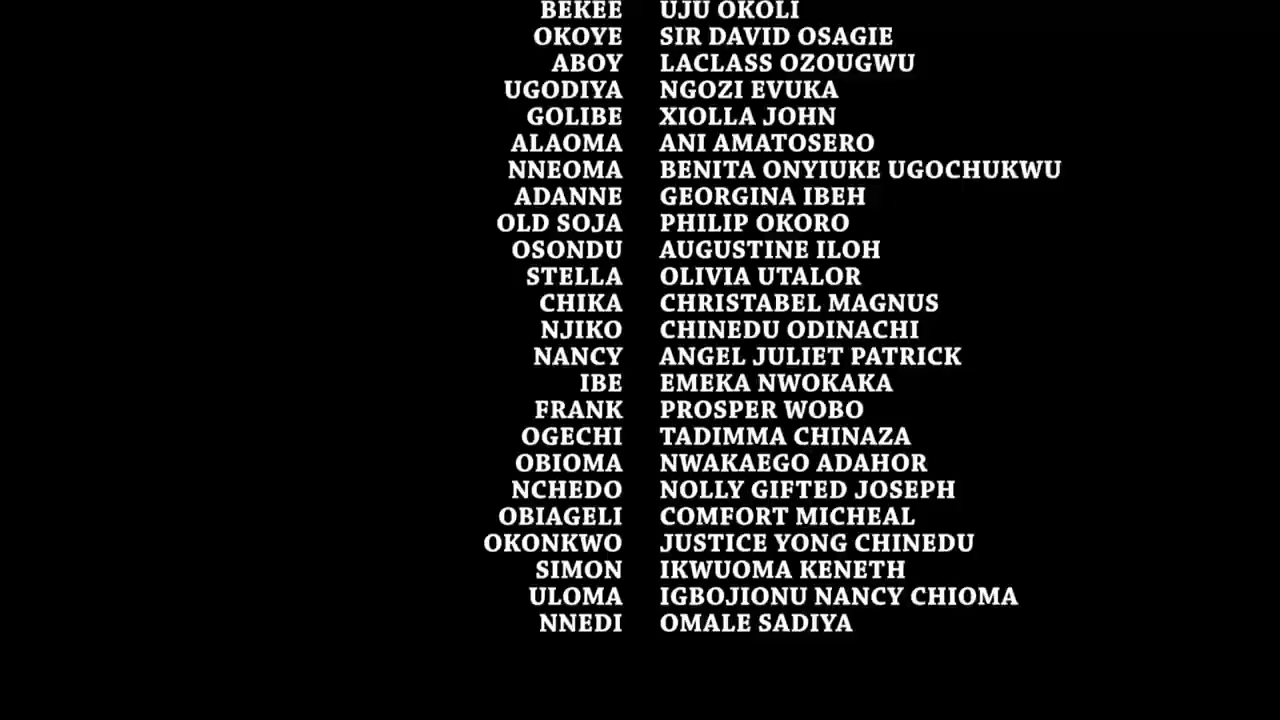 BEKEE UJU OKOLI
OKOYE SIR DAVID OSAGIE
ABOY LACLASS OZOUGWU
UGODIYA NGOZI EVUKA
GOLIBE XIOLLA JOHN
ALAOMA ANI AMATOSERO
NNEOMA BENITA ONYIUKE UGOCHUKWU
ADANNE GEORGINA IBEH
OLD SOJA PHILIP OKORO
OSONDU AUGUSTINE ILOH
STELLA OLIVIA UTALOR
CHIKA CHRISTABEL MAGNUS
NJIKO CHINEDU ODINACHI
NANCY ANGEL JULIET PATRICK
IBE EMEKA NWOKAKA
FRANK PROSPER WOBO
OGECHI TADIMMA CHINAZA
OBIOMA NWAKAEGO ADAHOR
NCHEDO NOLLY GIFTED JOSEPH
OBIAGELI COMFORT MICHEAL
OKONKWO JUSTICE YONG CHINEDU
SIMON IKWUOMA KENETH
ULOMA IGBOJIONU NANCY CHIOMA
NNEDI OMALE SADIYA